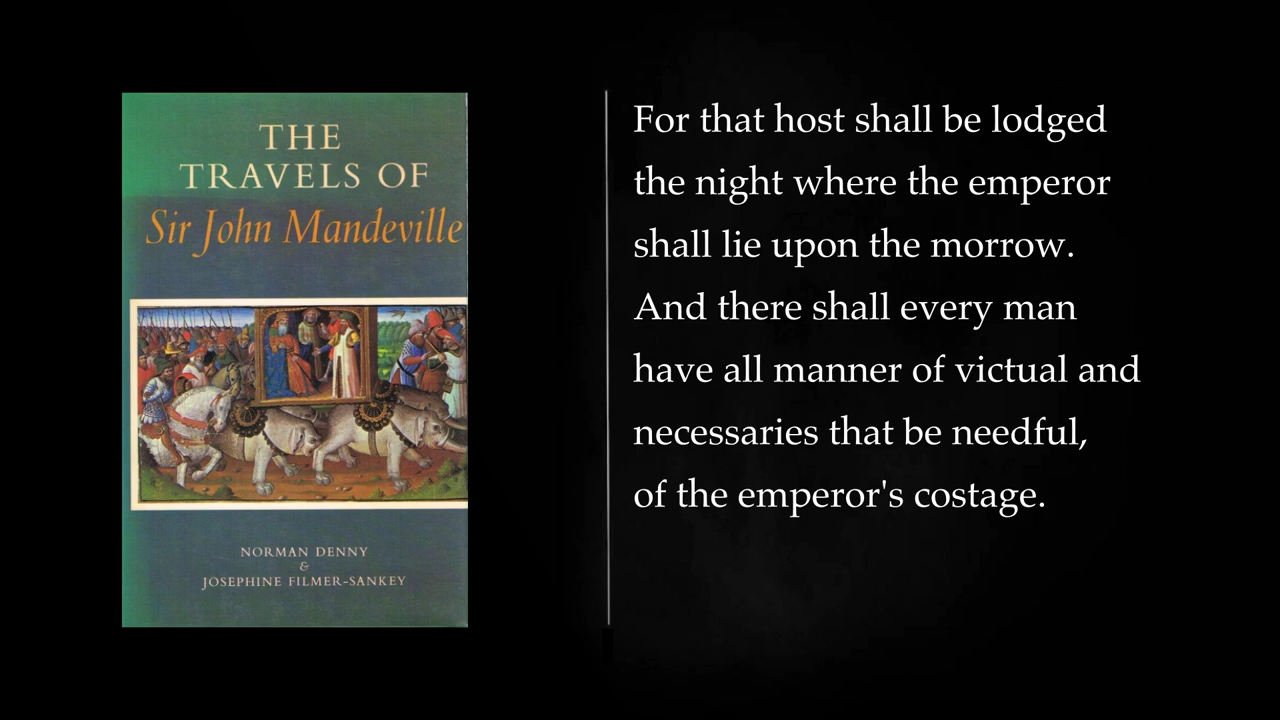 THE
TRAVELS OF
Sir John Mandeville
NORMAN DENNY
&
JOSEPHINE FILMER-SANKEY
For that host shall be lodged
the night where the emperor
shall lie upon the morrow.
And there shall every man
have all manner of victual and
necessaries that be needful,
of the emperor's costage.